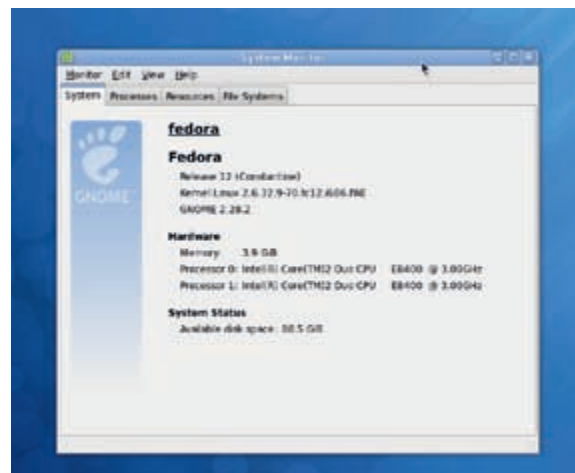 System Monitor
Monitor Edit View Help
System Processes Resources File Systems
GNOME
fedora
Fedora
Release 12 (Constantine)
Kernel Linux 2.6.32.9-70.fc12.i686.PAE
GNOME 2.28.2
Hardware
Memory: 3.9 GiB
Processor 0: Intel(R) Core(TM)2 Duo CPU E8400 @ 3.00GHz
Processor 1: Intel(R) Core(TM)2 Duo CPU E8400 @ 3.00GHz
System Status
Available disk space: GiB